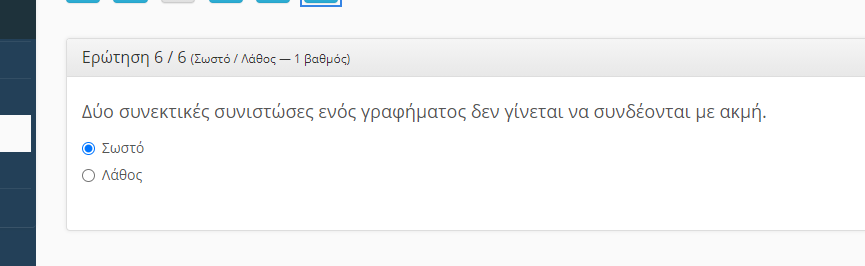 Ερώτηση 6 / 6 (Σωστό / Λάθος — 1 βαθμός)
Δύο συνεκτικές συνιστώσες ενός γραφήματος δεν γίνεται να συνδέονται με ακμή.
Σωστό
Λάθος